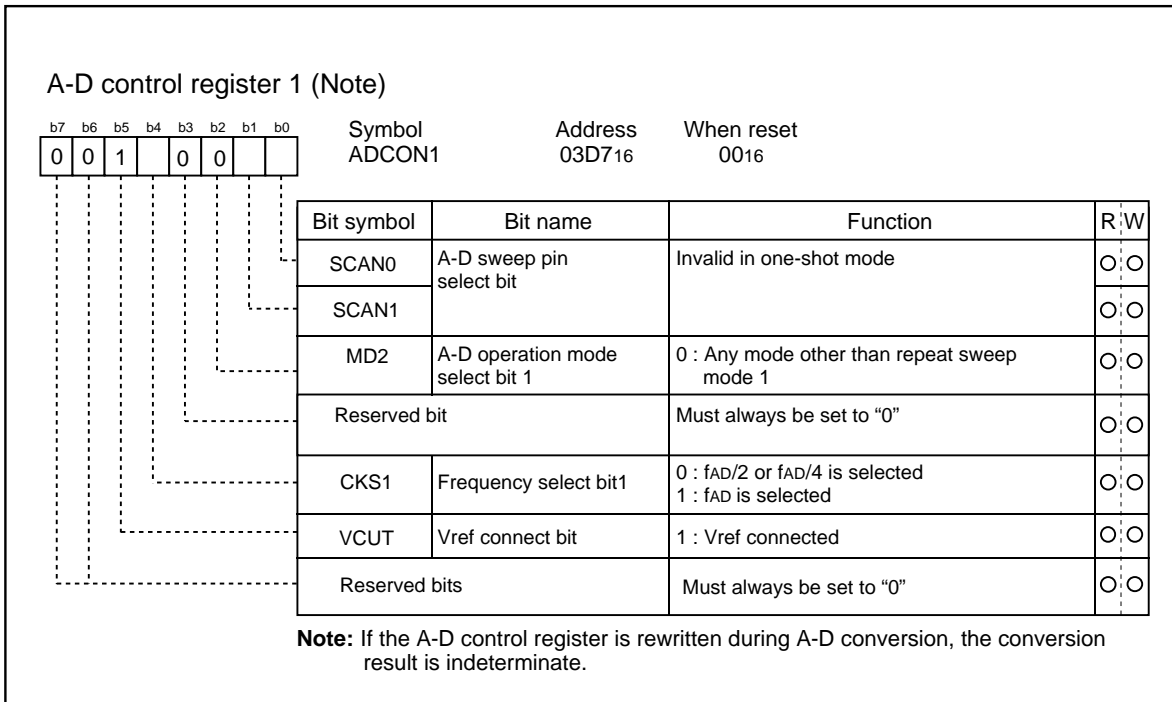 A-D control register 1 (Note)
b7 b6 b5 b4 b3 b2 b1 b0
0 0 1 0 0
Symbol Address When reset
ADCON1 03D716 0016
Bit symbol Bit name Function R W
SCAN0 A-D sweep pin select bit Invalid in one-shot mode O O
SCAN1 O O
MD2 A-D operation mode select bit 1 0 : Any mode other than repeat sweep mode 1 O O
Reserved bit Must always be set to “0” O O
CKS1 Frequency select bit1 0 : fAD/2 or fAD/4 is selected
1 : fAD is selected O O
VCUT Vref connect bit 1 : Vref connected O O
Reserved bits Must always be set to “0” O O
Note: If the A-D control register is rewritten during A-D conversion, the conversion
result is indeterminate.